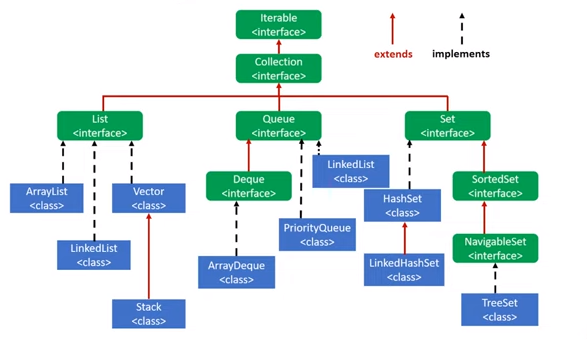 Iterable
<interface>
extends
implements
Collection
<interface>
List
<interface>
Queue
<interface>
Set
<interface>
LinkedList
<class>
Deque
<interface>
SortedSet
<interface>
ArrayList
<class>
Vector
<class>
HashSet
<class>
PriorityQueue
<class>
NavigableSet
<interface>
LinkedList
<class>
ArrayDeque
<class>
LinkedHashSet
<class>
Stack
<class>
TreeSet
<class>